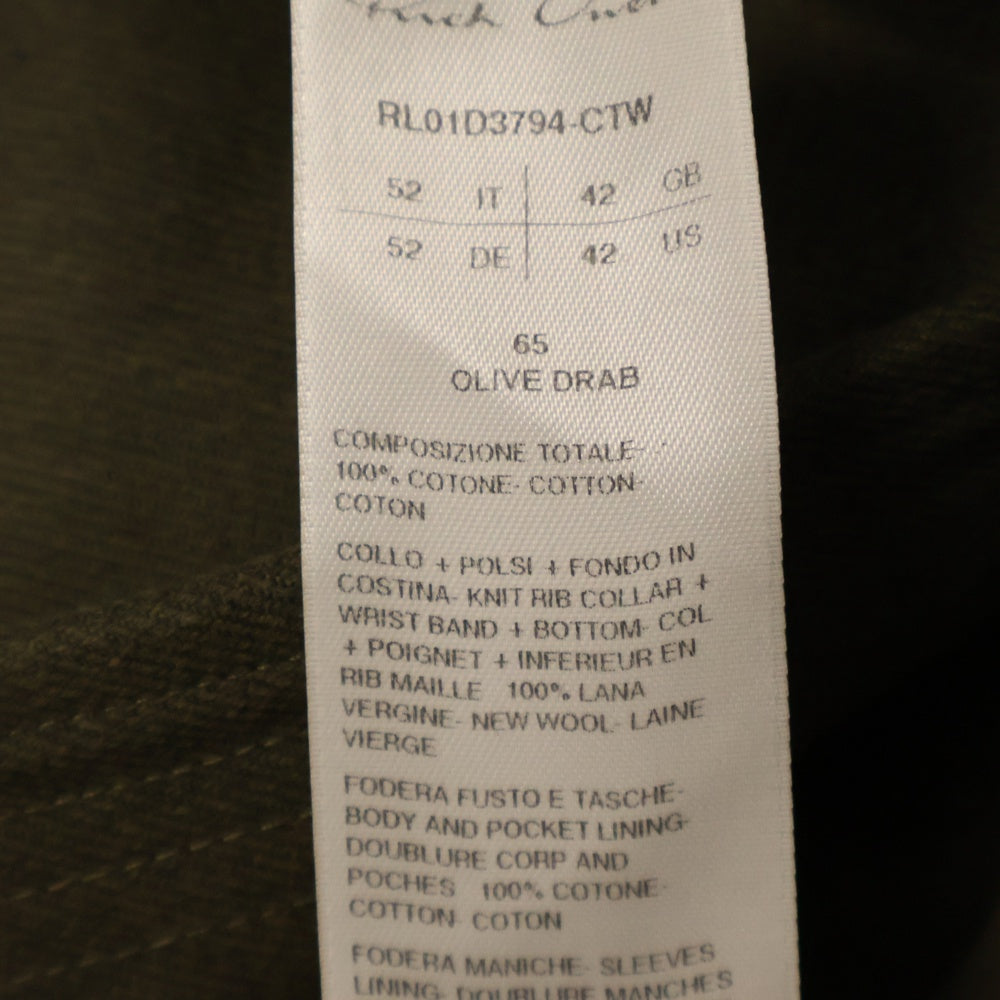 RL01D3794-CTW
52 IT 42 GB
52 DE 42 US
65
OLIVE DRAB
COMPOSIZIONE TOTALE-
100% COTONE- COTTON-
COTON
COLLO + POLSI + FONDO IN
COSTINA- KNIT RIB COLLAR +
WRIST BAND + BOTTOM- COL
+ POIGNET + INFERIEUR EN
RIB MAILLE 100% LANA
VERGINE- NEW WOOL- LAINE
VIERGE
FODERA FUSTO E TASCHE-
BODY AND POCKET LINING-
DOUBLURE CORP AND
POCHES 100% COTONE-
COTTON- COTON
FODERA MANICHE- SLEEVES
LINING- DOUBLURE MANCHES